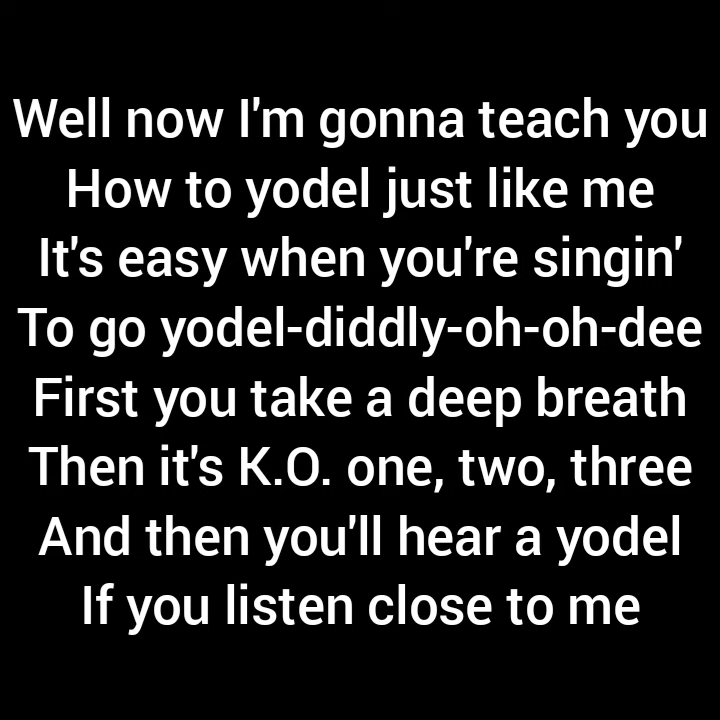 Well now I'm gonna teach you
How to yodel just like me
It's easy when you're singin'
To go yodel-diddly-oh-oh-dee
First you take a deep breath
Then it's K.O. one, two, three
And then you'll hear a yodel
If you listen close to me